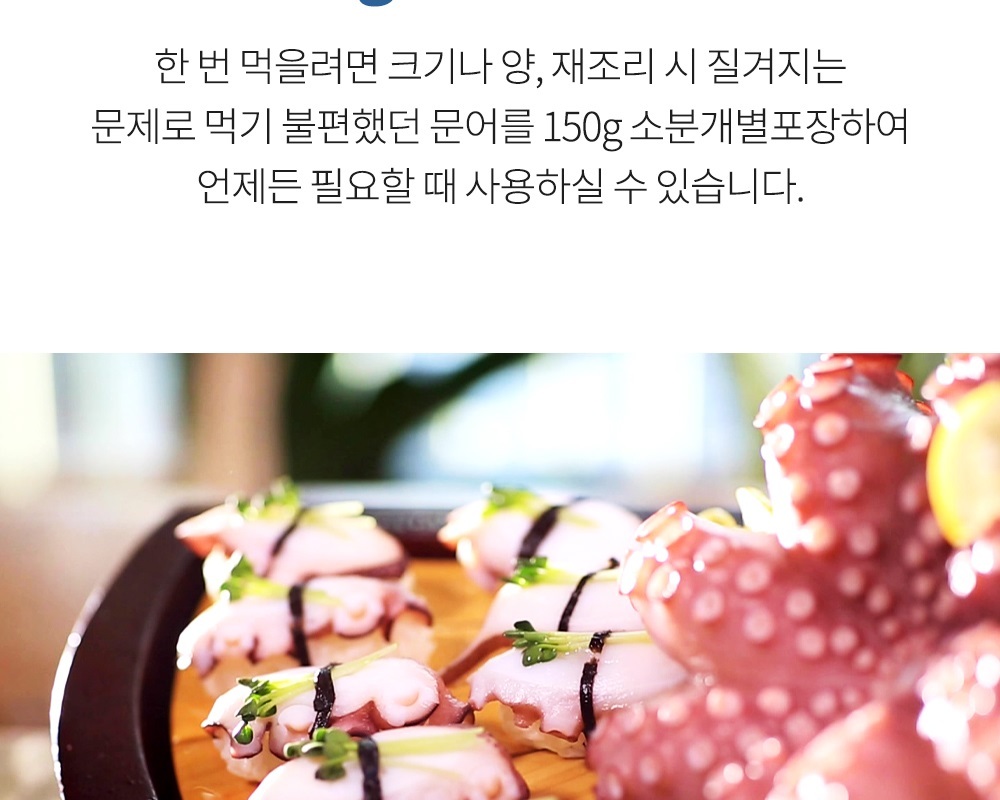 한 번 먹을려면 크기나 양, 재조리 시 질겨지는
문제로 먹기 불편했던 문어를 150g 소분개별포장하여
언제든 필요할 때 사용하실 수 있습니다.